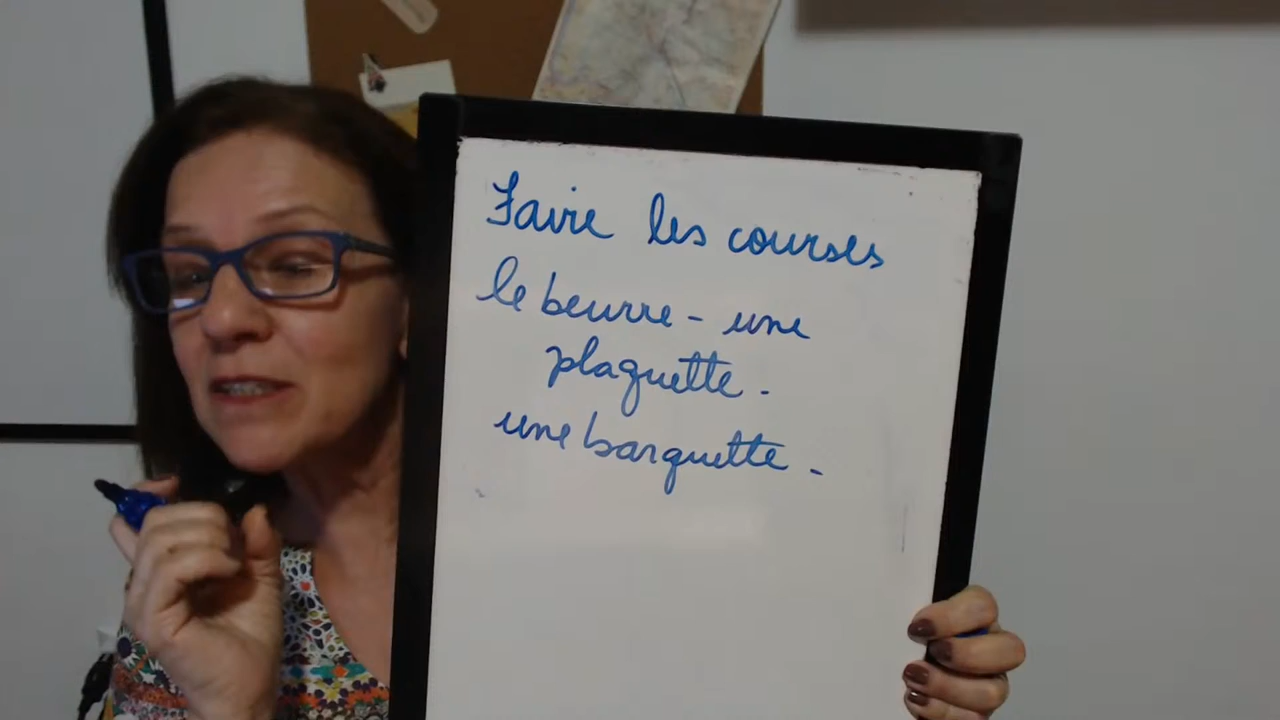 Faire les courses
le beurre - une
plaquette.
une barquette.